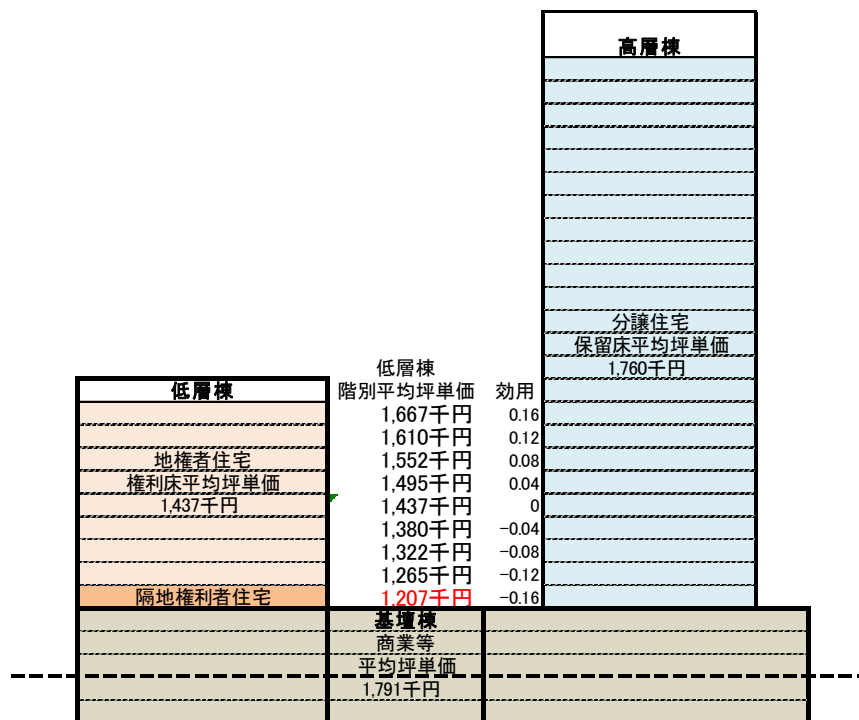 高層棟
分譲住宅
保留床平均坪単価
1,760千円
低層棟
階別平均坪単価 効用
低層棟
1,667千円 0.16
1,610千円 0.12
地権者住宅 1,552千円 0.08
権利床平均坪単価 1,495千円 0.04
1,437千円 1,437千円 0
1,380千円 -0.04
1,322千円 -0.08
1,265千円 -0.12
隔地権利者住宅 1,207千円 -0.16
基壇棟
商業等
平均坪単価
1,791千円